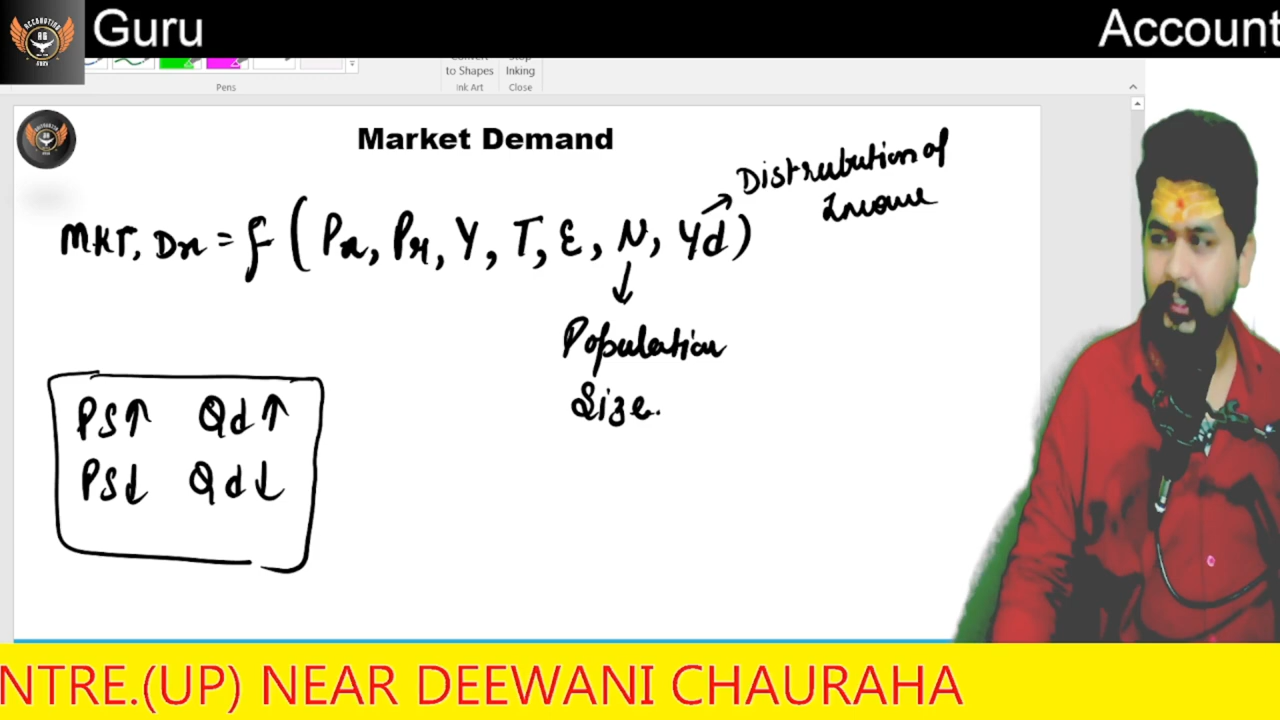 Guru
Account
to Shapes
Inking
Pens
Ink Art
Close
Market Demand
Distrubution of
Income
MKT, Dx = f ( Px, Pr, Y, T, E, N, Yd)
Population
Size.
PS↑ Qd↑
PS↓ Qd↓
NTRE.(UP) NEAR DEEWANI CHAURAHA